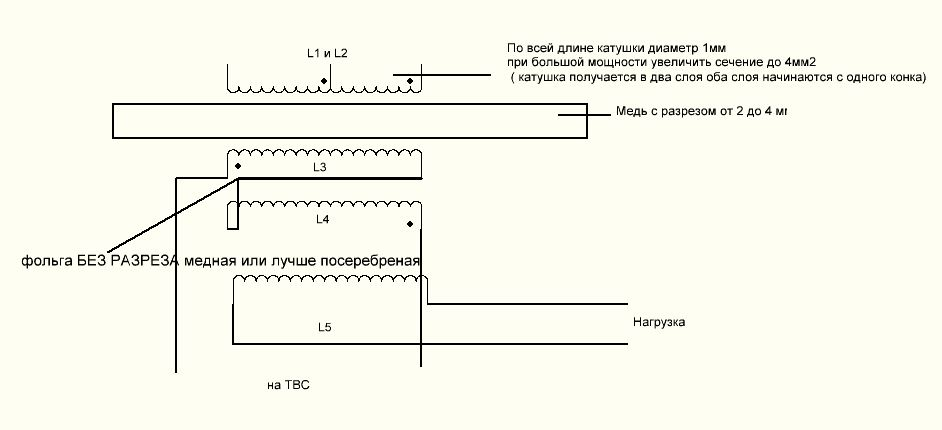 L1 и L2
По всей длине катушки диаметр 1мм
при большой мощности увеличить сечение до 4мм2
( катушка получается в два слоя оба слоя начинаются с одного конка)
Медь с разрезом от 2 до 4 мм
L3
L4
фольга БЕЗ РАЗРЕЗА медная или лучше посеребреная
L5
Нагрузка
на ТВС